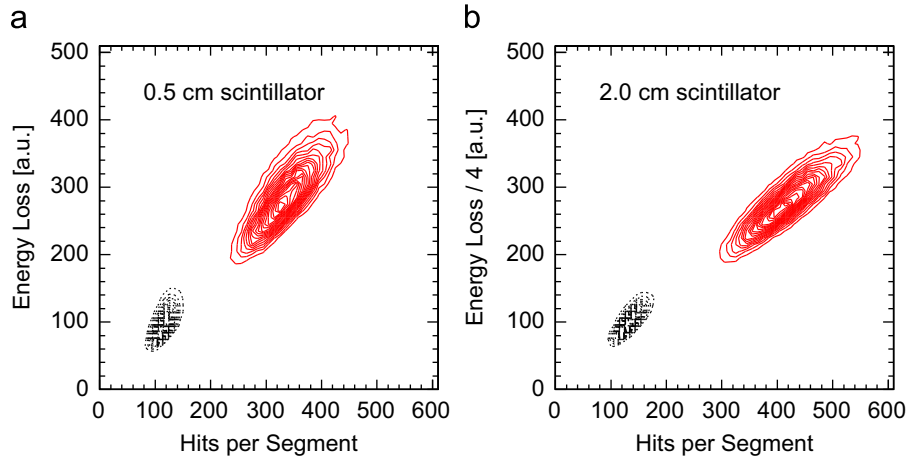 a
Energy Loss [a.u.]
500
400
300
200
100
0
0.5 cm scintillator
0 100 200 300 400 500 600
Hits per Segment
b
Energy Loss / 4 [a.u.]
500
400
300
200
100
0
2.0 cm scintillator
0 100 200 300 400 500 600
Hits per Segment